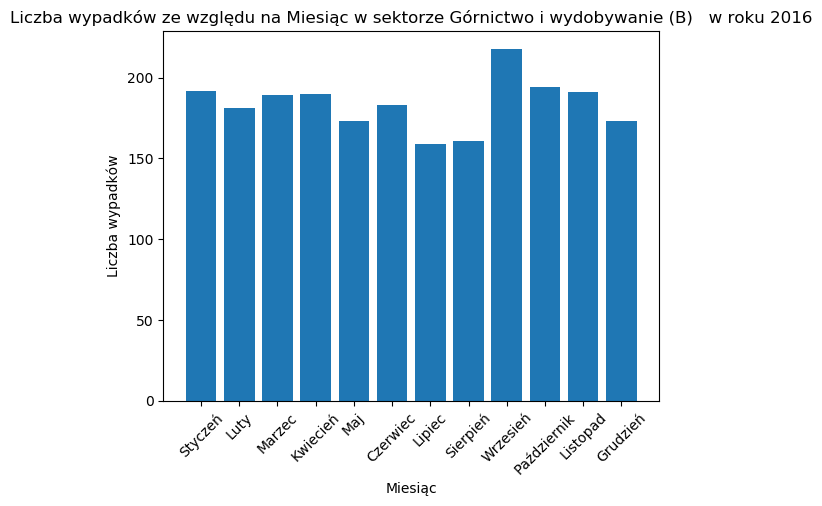 Liczba wypadków ze względu na Miesiąc w sektorze Górnictwo i wydobywanie (B)   w roku 2016
200
150
100
50
0
Liczba wypadków
Styczeń
Luty
Marzec
Kwiecień
Maj
Czerwiec
Lipiec
Sierpień
Wrzesień
Październik
Listopad
Grudzień
Miesiąc